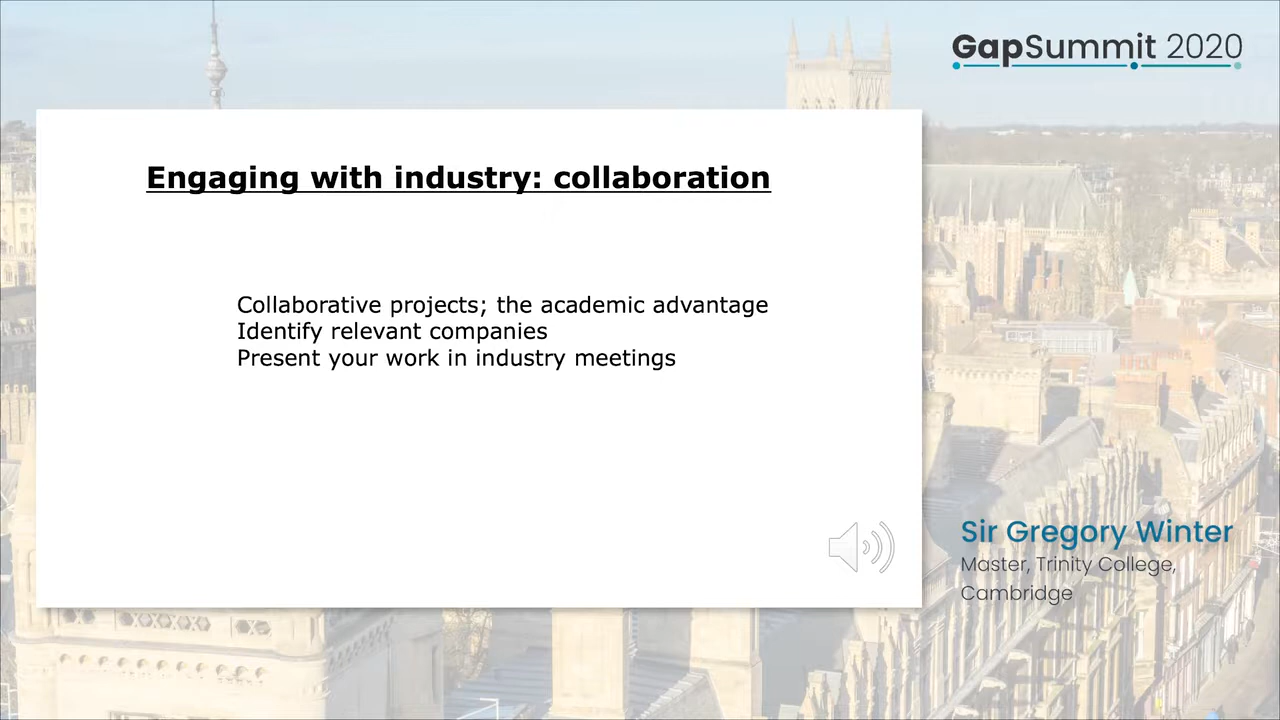 GapSummit 2020
Engaging with industry: collaboration
Collaborative projects; the academic advantage
Identify relevant companies
Present your work in industry meetings
Sir Gregory Winter
Master, Trinity College,
Cambridge